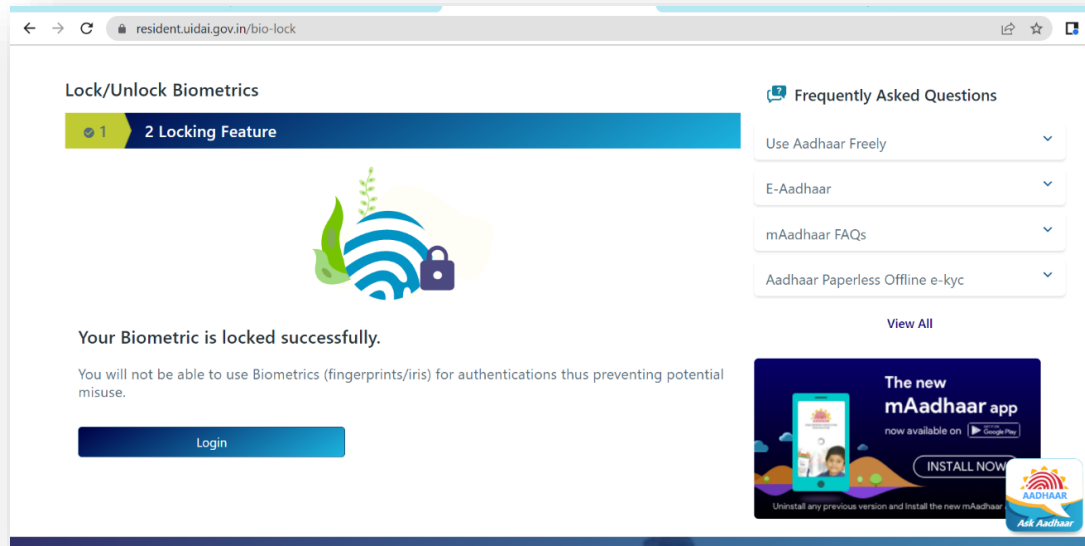 resident.uidai.gov.in/bio-lock
Lock/Unlock Biometrics
1
2 Locking Feature
Your Biometric is locked successfully.
You will not be able to use Biometrics (fingerprints/iris) for authentications thus preventing potential
misuse.
Login
Frequently Asked Questions
Use Aadhaar Freely
E-Aadhaar
mAadhaar FAQs
Aadhaar Paperless Offline e-kyc
View All
The new
mAadhaar app
now available on Google Play
INSTALL NOW
Uninstall any previous version and Install the new mAadhaar
AADHAAR
Ask Aadhaar